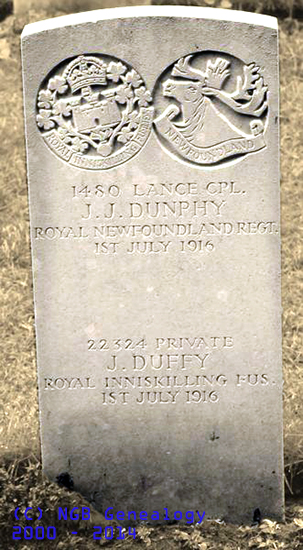 ROYAL INNISKILLING FUSILIERS
NEWFOUNDLAND
1480 LANCE CPL.
J. J. DUNPHY
ROYAL NEWFOUNDLAND REGT.
1ST JULY 1916
22324 PRIVATE
J. DUFFY
ROYAL INNISKILLING FUS.
1ST JULY 1916
(C) NGB Genealogy
2000 - 2014